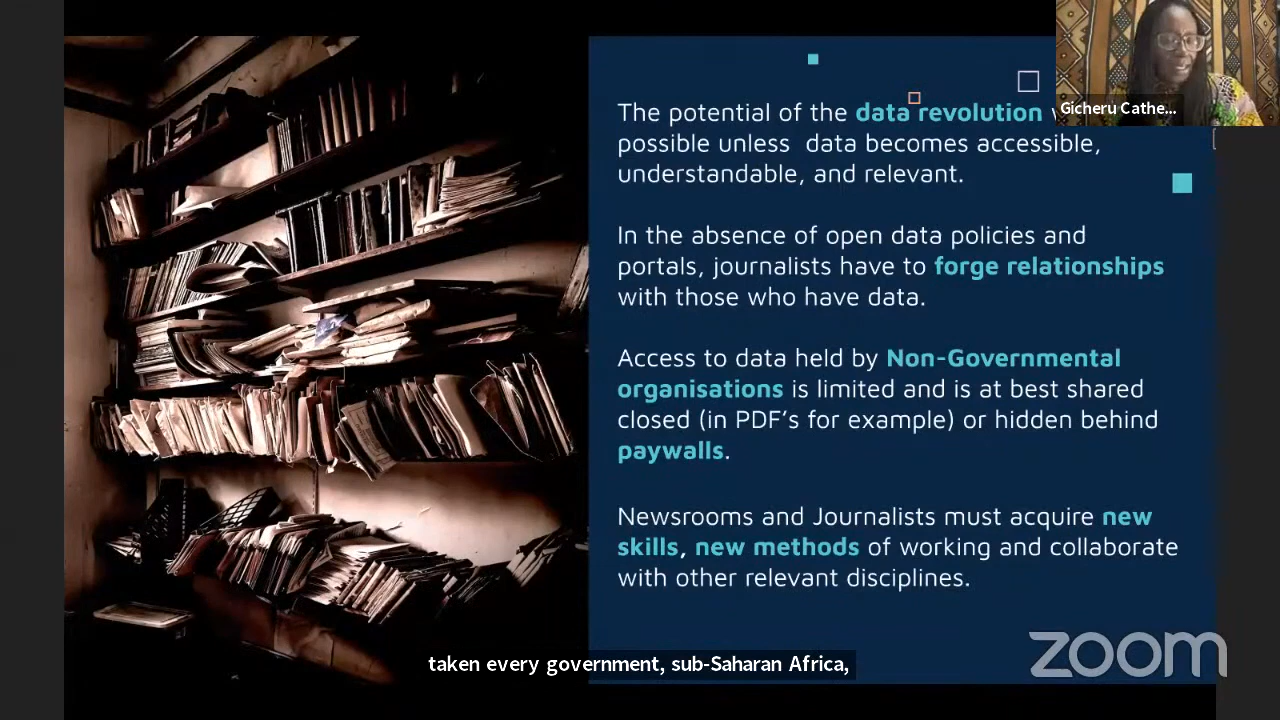 The potential of the data revolution
possible unless data becomes accessible,
understandable, and relevant.
In the absence of open data policies and
portals, journalists have to forge relationships
with those who have data.
Access to data held by Non-Governmental
organisations is limited and is at best shared
closed (in PDF's for example) or hidden behind
paywalls.
Newsrooms and Journalists must acquire new
skills, new methods of working and collaborate
with other relevant disciplines.
Gicheru Cathe...
taken every government, sub-Saharan Africa,
zoom